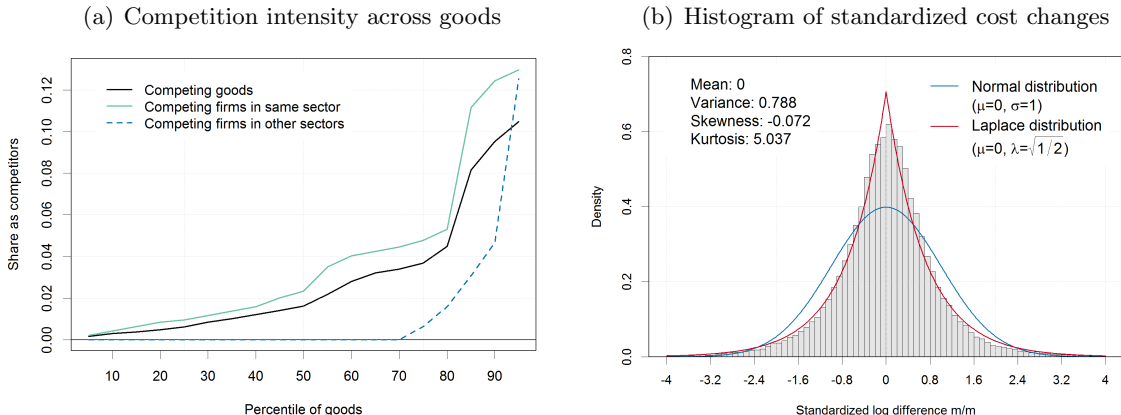 (a) Competition intensity across goods
Share as competitors
0.00 0.02 0.04 0.06 0.08 0.10 0.12
Competing goods
Competing firms in same sector
Competing firms in other sectors
10 20 30 40 50 60 70 80 90
Percentile of goods
(b) Histogram of standardized cost changes
Density
0.0 0.2 0.4 0.6 0.8
Mean: 0
Variance: 0.788
Skewness: -0.072
Kurtosis: 5.037
Normal distribution
(μ=0, σ=1)
Laplace distribution
(μ=0, λ=√1/2)
-4 -3.2 -2.4 -1.6 -0.8 0 0.8 1.6 2.4 3.2 4
Standardized log difference m/m